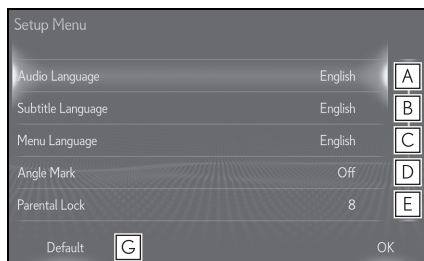 Setup Menu
Audio Language English A
Subtitle Language English B
Menu Language English C
Angle Mark Off D
Parental Lock 8 E
Default G OK